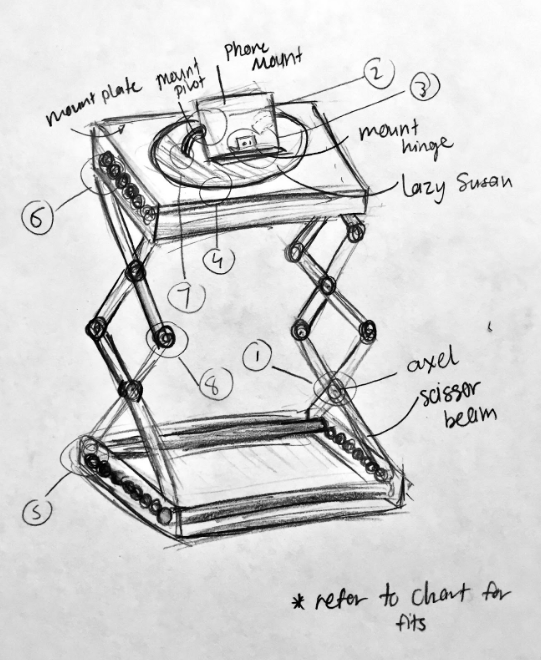 phone
mount
mount
pivot
mount plate
2
3
mount
hinge
lazy Susan
6
4
7
8
1
axel
scissor
beam
5
* refer to chart for
fits